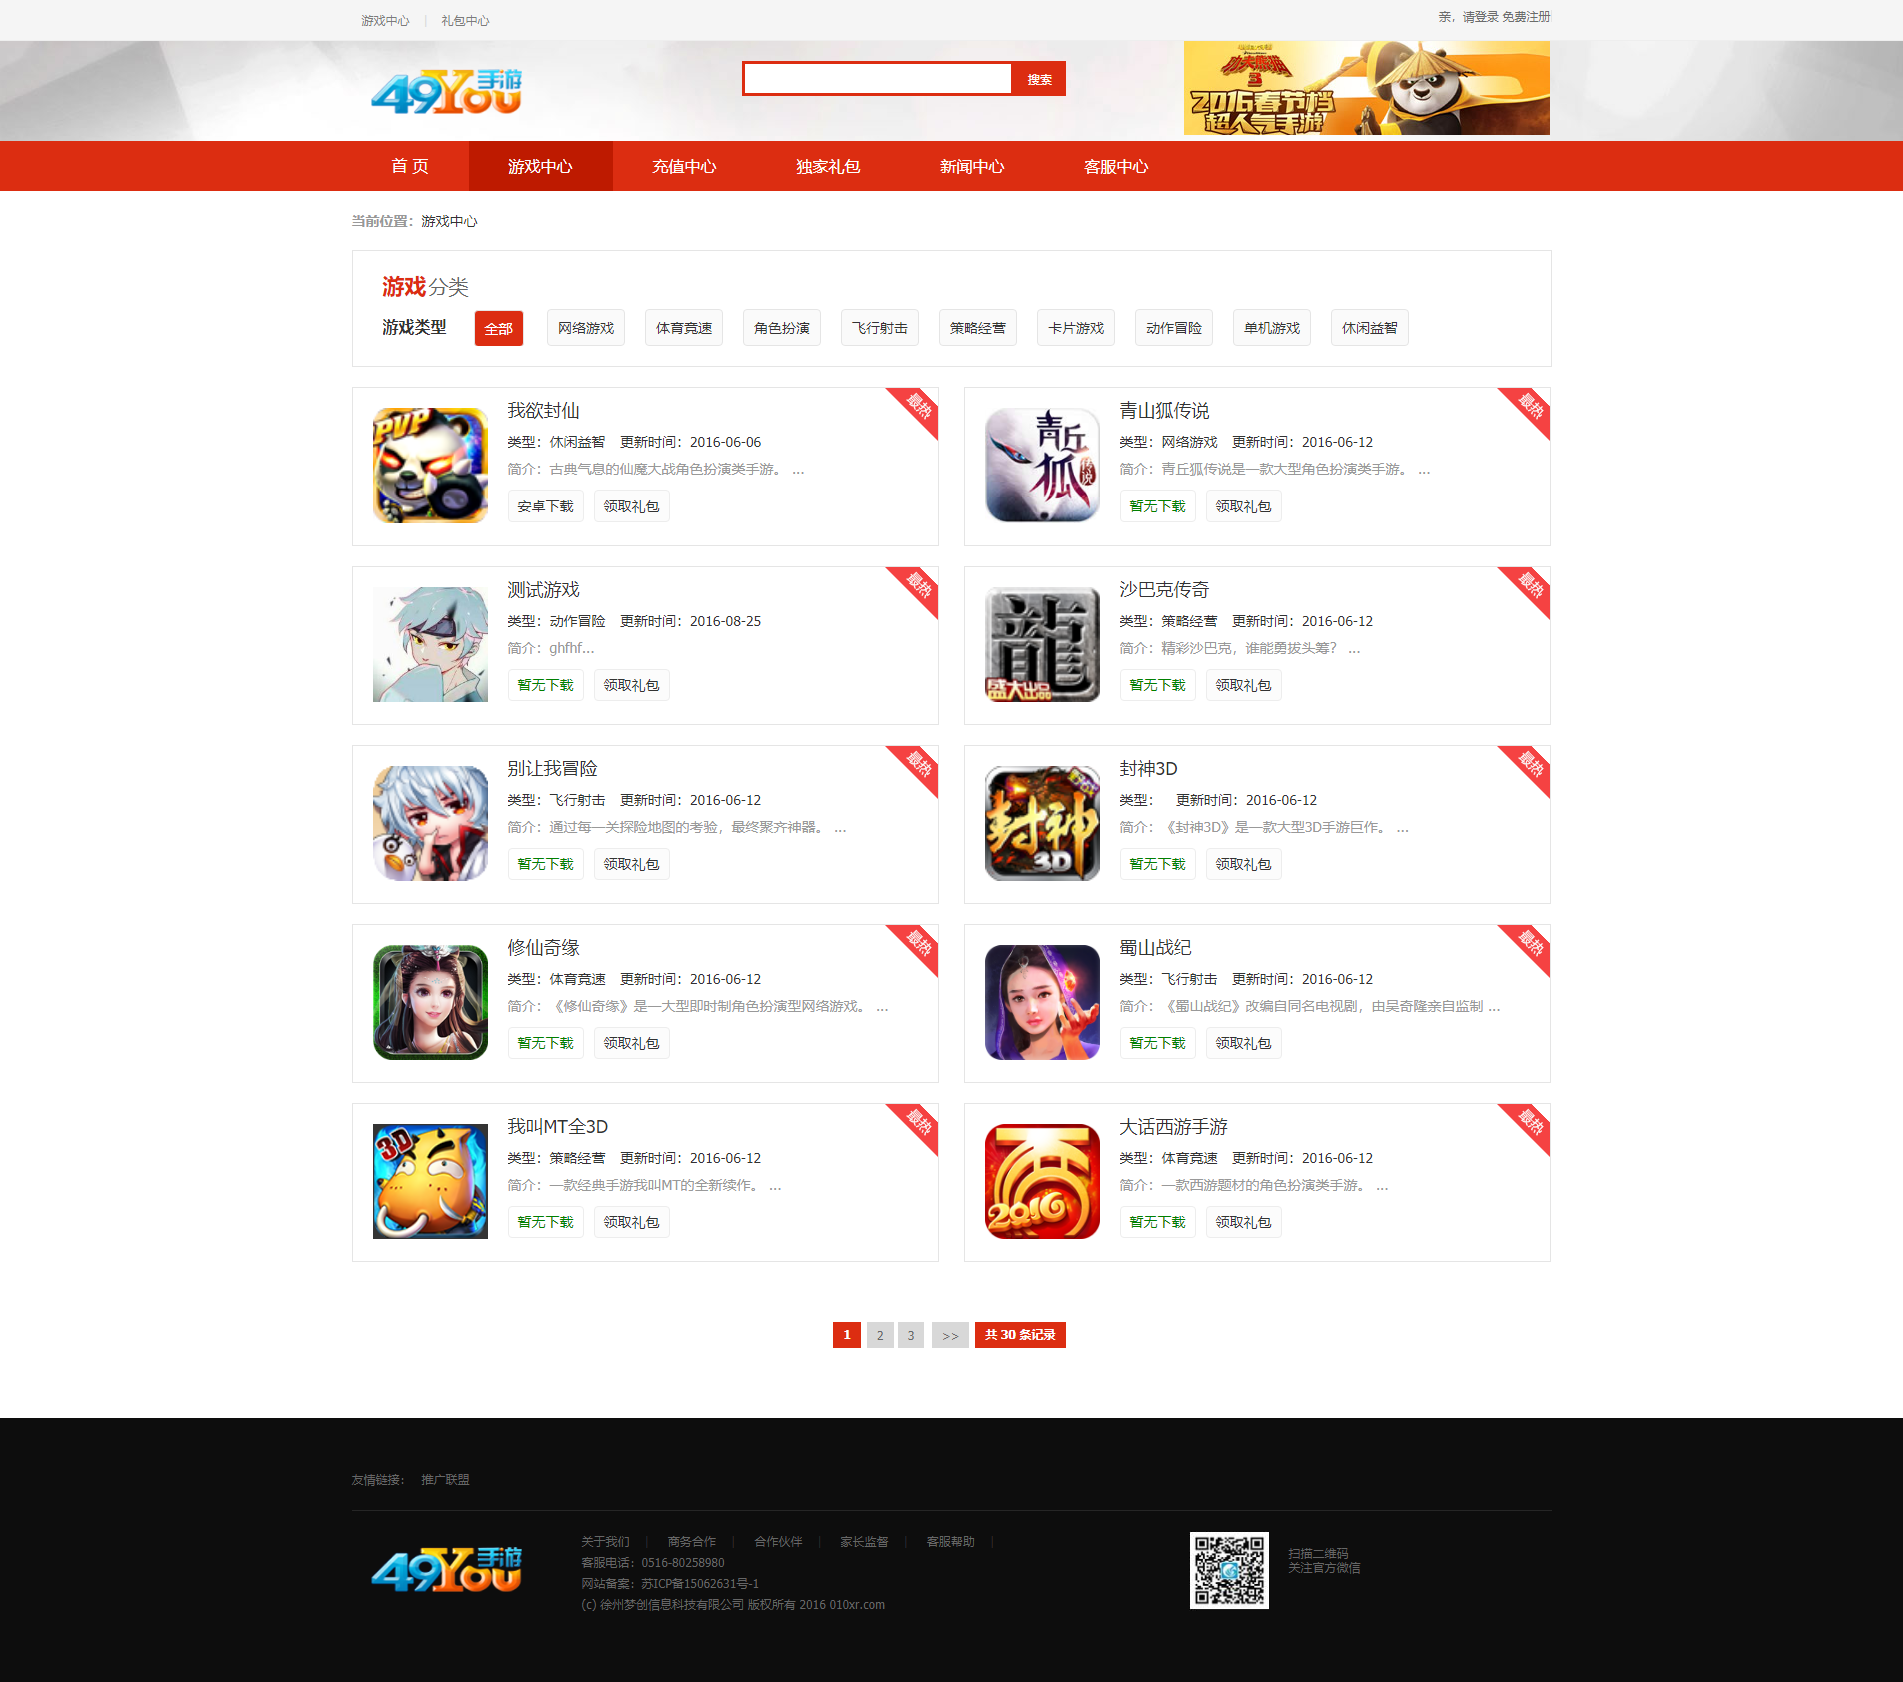 游戏中心 | 礼包中心
亲，请登录 免费注册
49You手游
搜索
功夫熊猫
3
2016春节档
超人气手游
首 页 游戏中心 充值中心 独家礼包 新闻中心 客服中心
当前位置：游戏中心
游戏分类
游戏类型 全部 网络游戏 体育竞速 角色扮演 飞行射击 策略经营 卡片游戏 动作冒险 单机游戏 休闲益智
PVP
我欲封仙
类型：休闲益智 更新时间：2016-06-06
简介：古典气息的仙魔大战角色扮演类手游。 ...
安卓下载 领取礼包
最热
青丘狐传说
青山狐传说
类型：网络游戏 更新时间：2016-06-12
简介：青丘狐传说是一款大型角色扮演类手游。 ...
暂无下载 领取礼包
最热
测试游戏
类型：动作冒险 更新时间：2016-08-25
简介：ghfhf...
暂无下载 领取礼包
最热
龍
盛大出品
沙巴克传奇
类型：策略经营 更新时间：2016-06-12
简介：精彩沙巴克，谁能勇拔头筹？ ...
暂无下载 领取礼包
最热
别让我冒险
类型：飞行射击 更新时间：2016-06-12
简介：通过每一关探险地图的考验，最终聚齐神器。 ...
暂无下载 领取礼包
最热
封神
3D
封神3D
类型： 更新时间：2016-06-12
简介：《封神3D》是一款大型3D手游巨作。 ...
暂无下载 领取礼包
最热
修仙奇缘
类型：体育竞速 更新时间：2016-06-12
简介：《修仙奇缘》是一大型即时制角色扮演型网络游戏。 ...
暂无下载 领取礼包
最热
蜀山战纪
类型：飞行射击 更新时间：2016-06-12
简介：《蜀山战纪》改编自同名电视剧，由吴奇隆亲自监制 ...
暂无下载 领取礼包
最热
3D
我叫MT全3D
类型：策略经营 更新时间：2016-06-12
简介：一款经典手游我叫MT的全新续作。 ...
暂无下载 领取礼包
最热
2016
大话西游手游
类型：体育竞速 更新时间：2016-06-12
简介：一款西游题材的角色扮演类手游。 ...
暂无下载 领取礼包
最热
1 2 3 >> 共 30 条记录
友情链接： 推广联盟
49You手游
关于我们 | 商务合作 | 合作伙伴 | 家长监督 | 客服帮助 |
客服电话：0516-80258980
网站备案：苏ICP备15062631号-1
(c) 徐州梦创信息科技有限公司 版权所有 2016 010xr.com
扫描二维码
关注官方微信